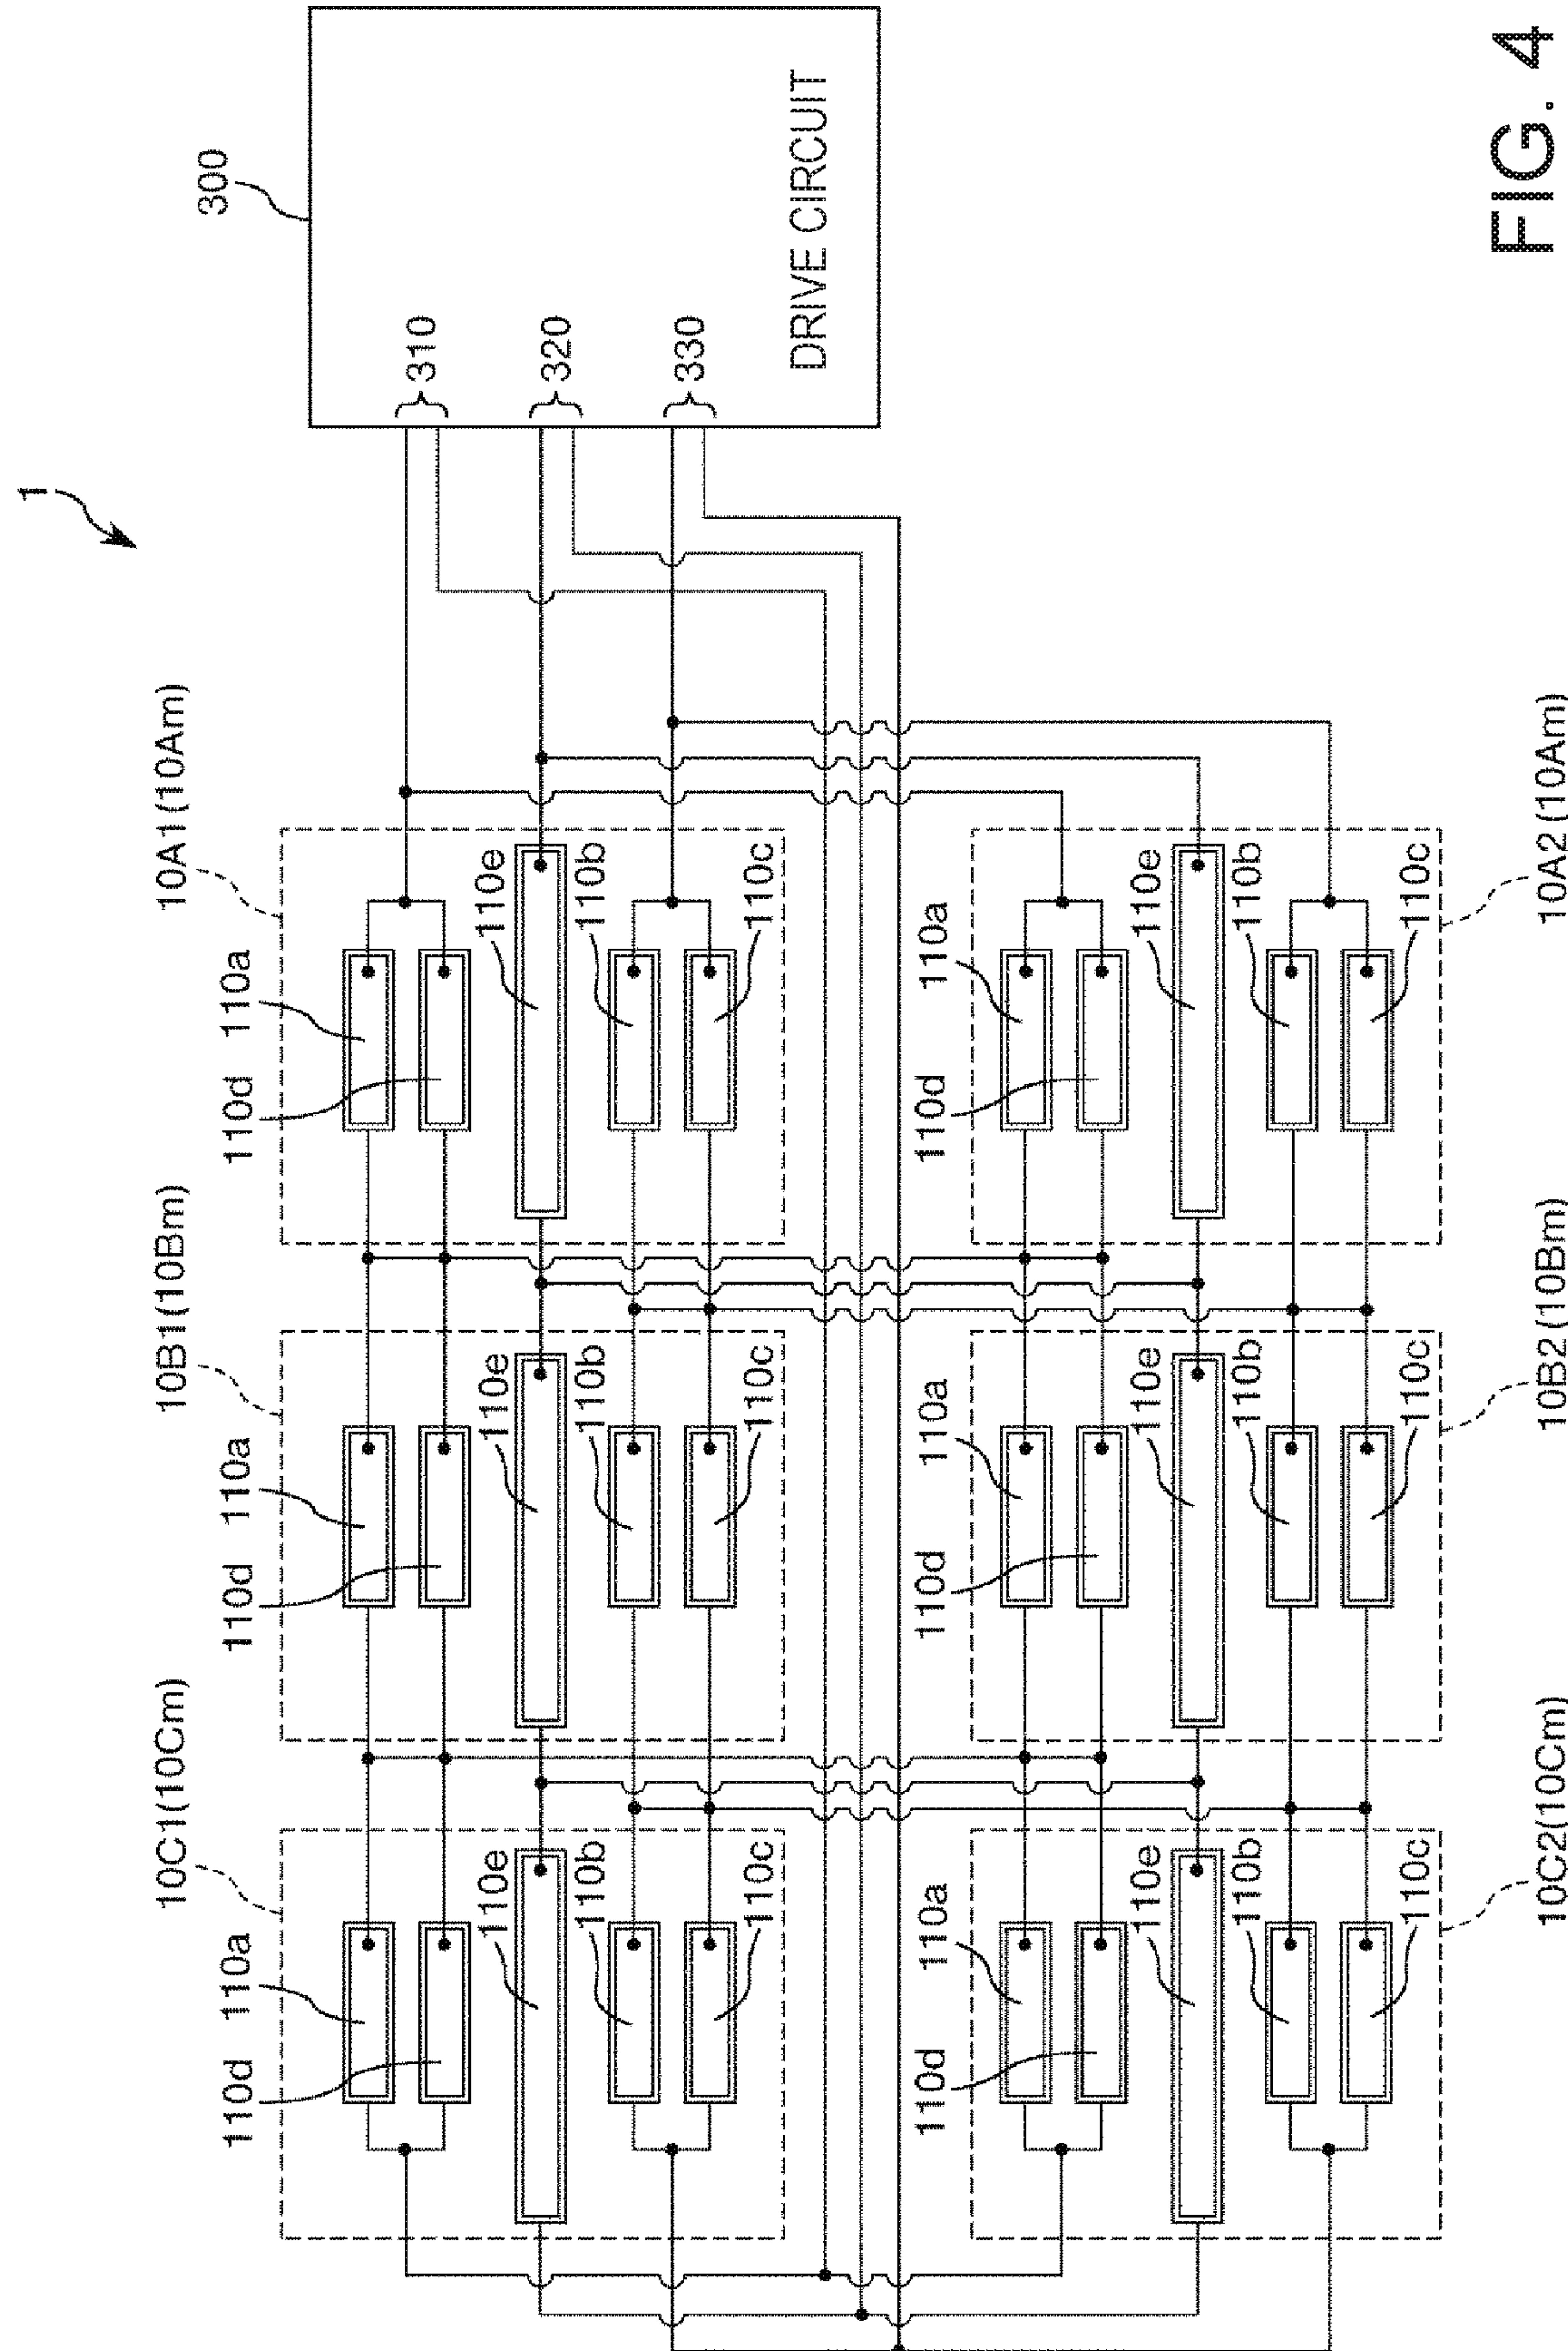 FIG. 4
1
300
310
320
330
DRIVE CIRCUIT
10C1(10Cm)
10B1(10Bm)
10A1(10Am)
110d 110a
110e
110b
110c
110d 110a
110e
110b
110c
110d 110a
110e
110b
110c
110d 110a
110e
110b
110c
110d 110a
110e
110b
110c
110d 110a
110e
110b
110c
10C2(10Cm)
10B2(10Bm)
10A2(10Am)